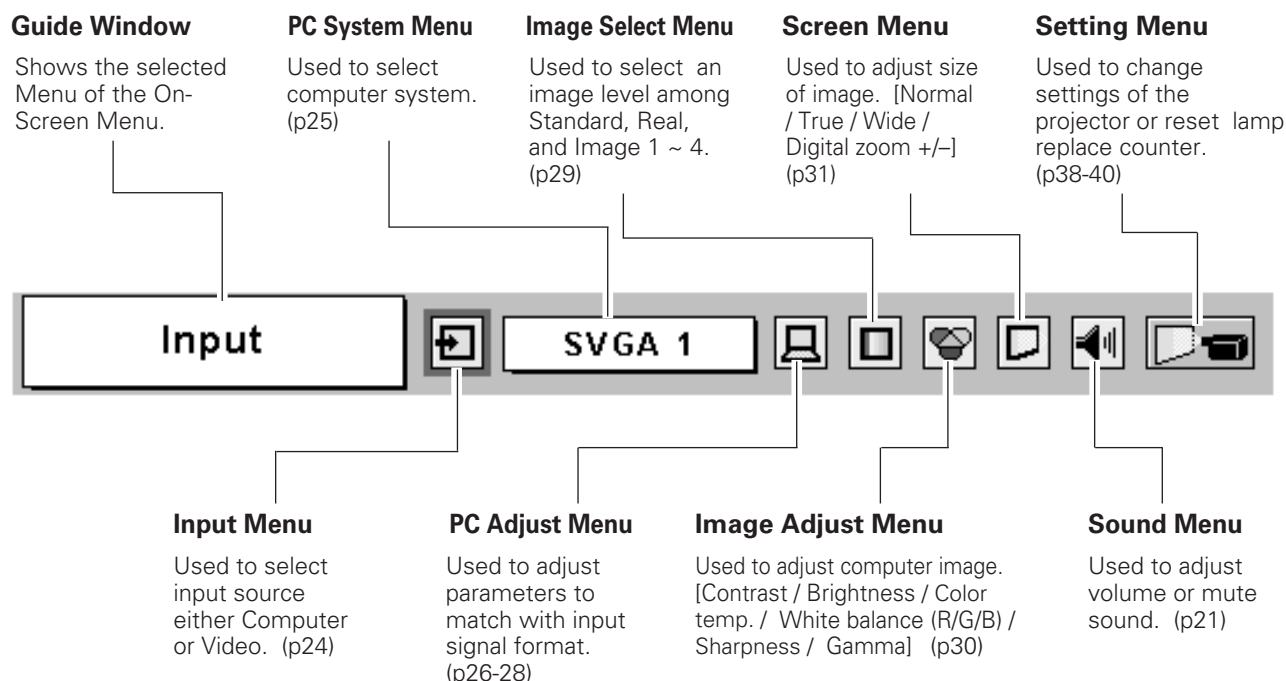 Guide Window
Shows the selected
Menu of the On-
Screen Menu.
PC System Menu
Used to select
computer system.
(p25)
Image Select Menu
Used to select an
image level among
Standard, Real,
and Image 1 ~ 4.
(p29)
Screen Menu
Used to adjust size
of image. [Normal
/ True / Wide /
Digital zoom +/–]
(p31)
Setting Menu
Used to change
settings of the
projector or reset lamp
replace counter.
(p38-40)
Input
SVGA 1
Input Menu
Used to select
input source
either Computer
or Video. (p24)
PC Adjust Menu
Used to adjust
parameters to
match with input
signal format.
(p26-28)
Image Adjust Menu
Used to adjust computer image.
[Contrast / Brightness / Color
temp. / White balance (R/G/B) /
Sharpness / Gamma] (p30)
Sound Menu
Used to adjust
volume or mute
sound. (p21)